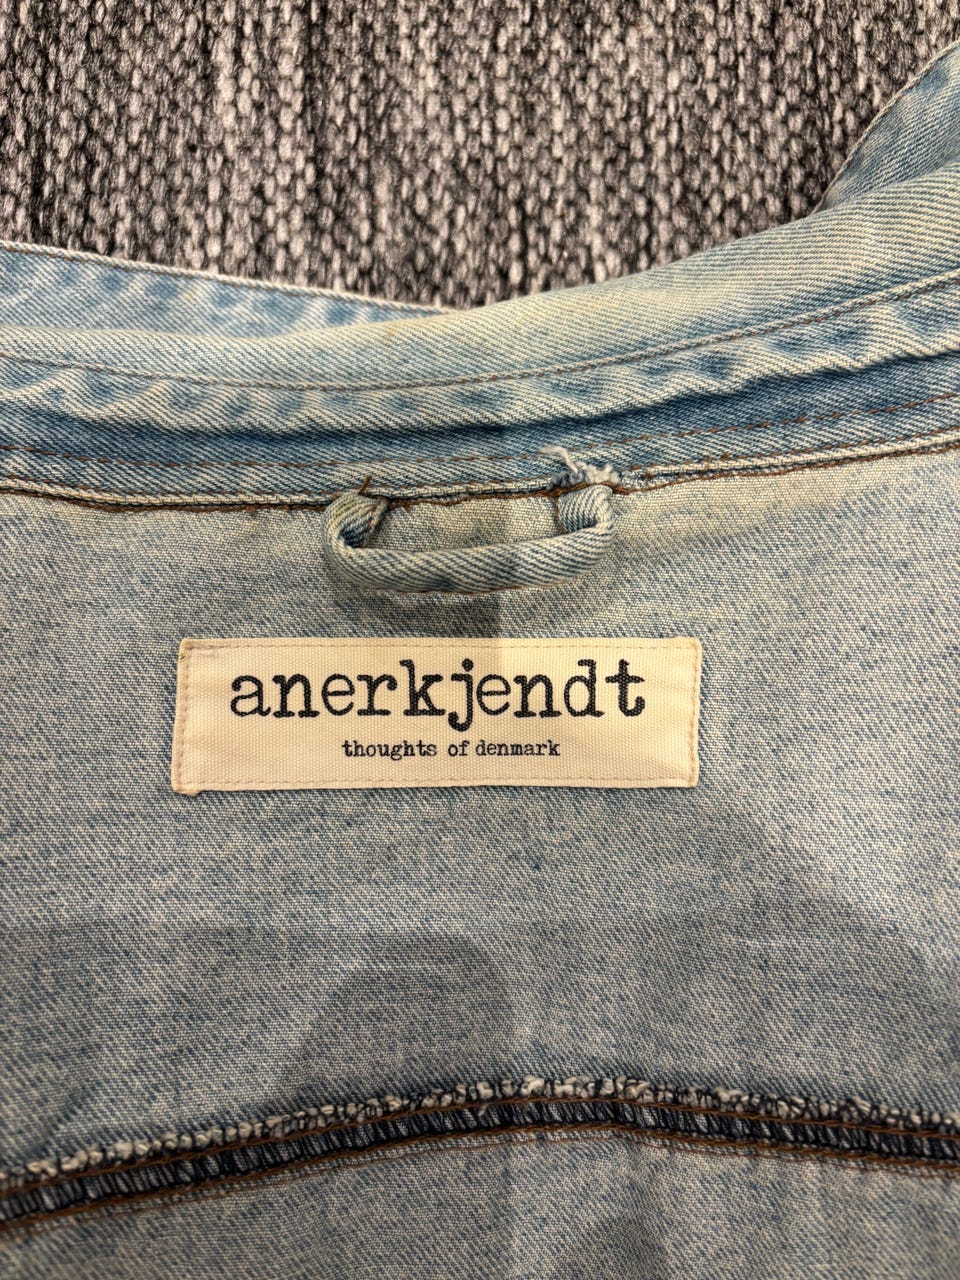 anerkjendt
thoughts of denmark